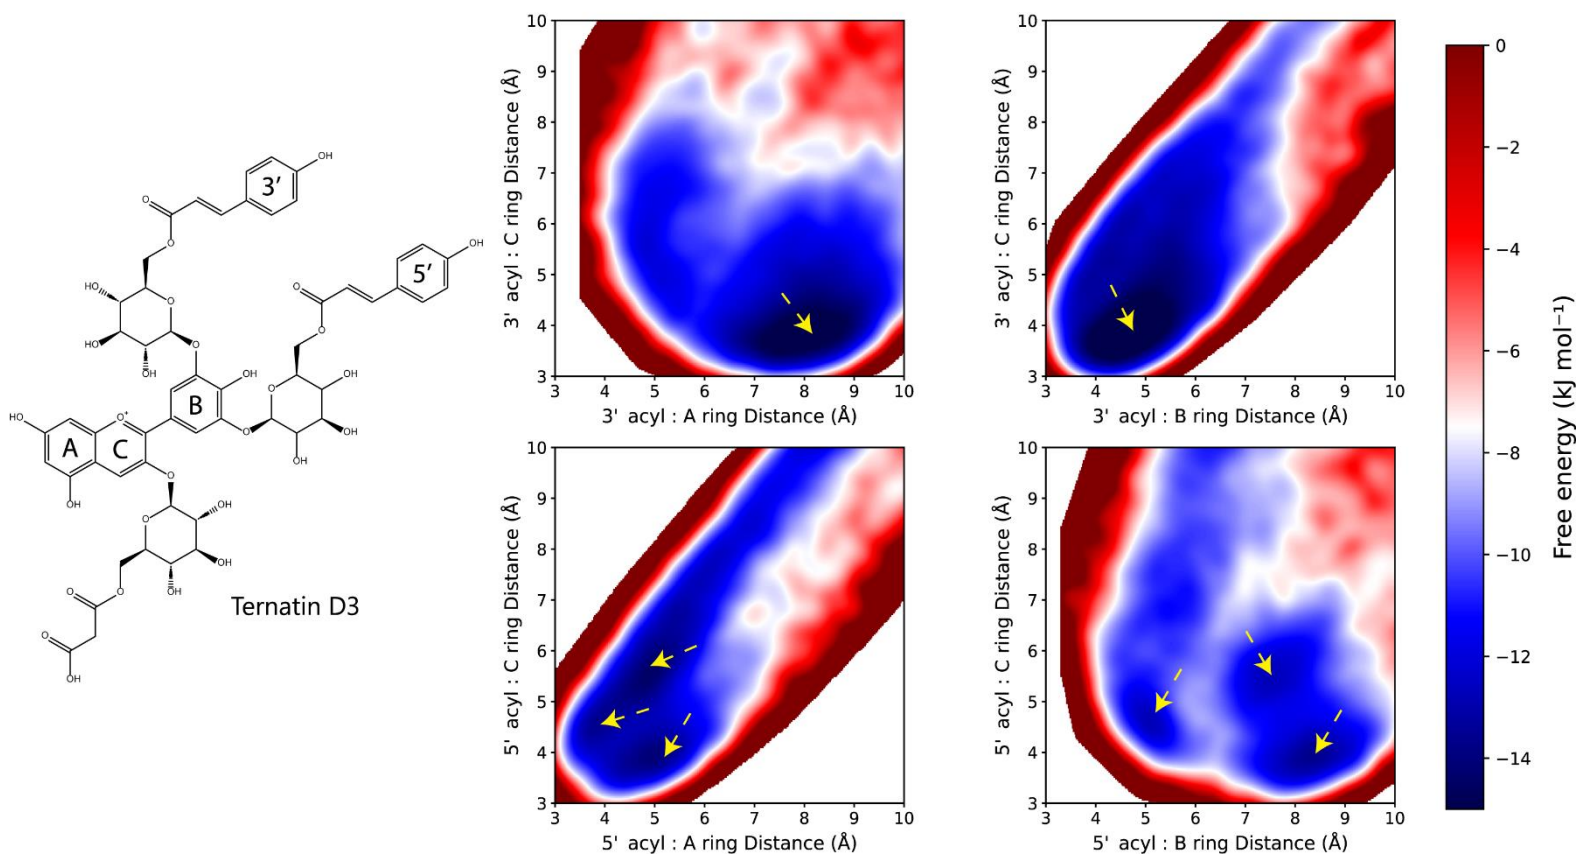 3′
OH
O
O
5′
OH
HO
O
HO
OH
O
O
O
OH
B
O
OH
OH
OH
HO
A
C
O⁺
OH
O
O
OH
OH
OH
OH
O
O
O
OH
Ternatin D3
10
9
8
7
6
5
4
3
3' acyl : C ring Distance (Å)
3 4 5 6 7 8 9 10
3' acyl : A ring Distance (Å)
10
9
8
7
6
5
4
3
3' acyl : C ring Distance (Å)
3 4 5 6 7 8 9 10
3' acyl : B ring Distance (Å)
10
9
8
7
6
5
4
3
5' acyl : C ring Distance (Å)
3 4 5 6 7 8 9 10
5' acyl : A ring Distance (Å)
10
9
8
7
6
5
4
3
5' acyl : C ring Distance (Å)
3 4 5 6 7 8 9 10
5' acyl : B ring Distance (Å)
0
−2
−4
−6
−8
−10
−12
−14
Free energy (kJ mol⁻¹)